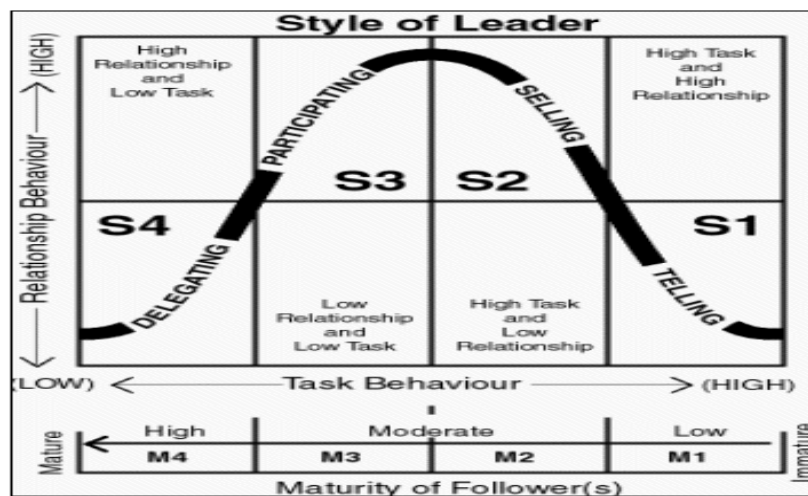 Style of Leader
High
Relationship
and
Low Task
High Task
and
High
Relationship
(HIGH)
Relationship Behaviour
PARTICIPATING
SELLING
S3
S2
S4
S1
DELEGATING
TELLING
Low
Relationship
and
Low Task
High Task
and
Low
Relationship
(LOW)
Task Behaviour
(HIGH)
Mature
High
Moderate
Low
Immature
M4
M3
M2
M1
Maturity of Follower(s)